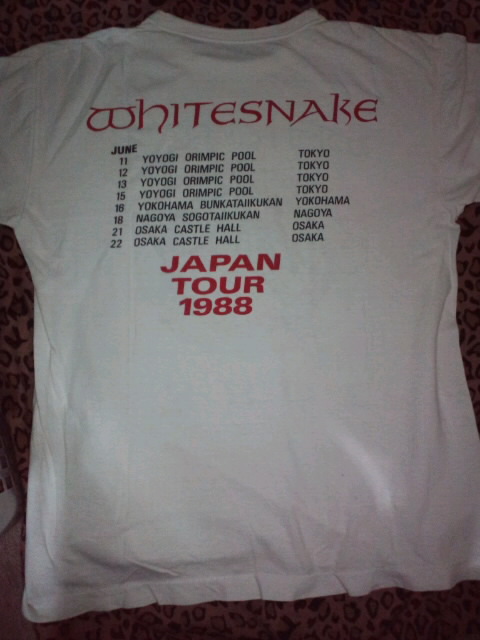 WHITESNAKE
JUNE
11 YOYOGI ORIMPIC POOL TOKYO
12 YOYOGI ORIMPIC POOL TOKYO
13 YOYOGI ORIMPIC POOL TOKYO
15 YOYOGI ORIMPIC POOL TOKYO
16 YOKOHAMA BUNKATAIIKUKAN YOKOHAMA
18 NAGOYA SOGOTAIIKUKAN NAGOYA
21 OSAKA CASTLE HALL OSAKA
22 OSAKA CASTLE HALL OSAKA
JAPAN
TOUR
1988